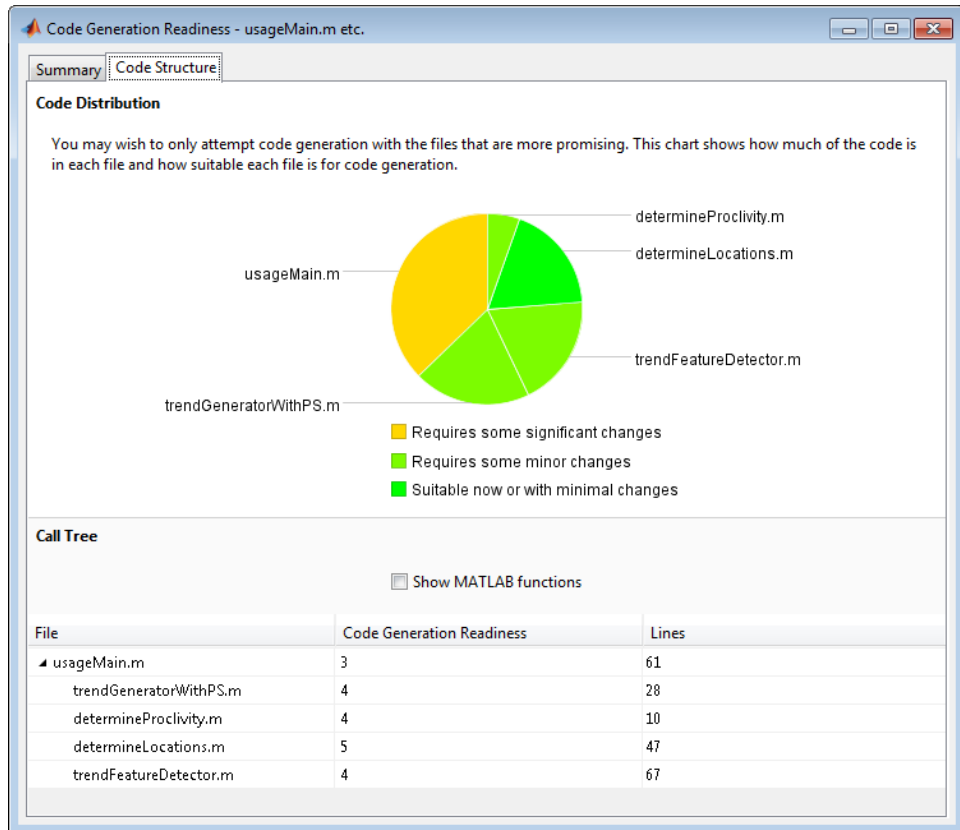 Code Generation Readiness - usageMain.m etc.
Summary
Code Structure
Code Distribution
You may wish to only attempt code generation with the files that are more promising. This chart shows how much of the code is
in each file and how suitable each file is for code generation.
determineProclivity.m
determineLocations.m
usageMain.m
trendFeatureDetector.m
trendGeneratorWithPS.m
Requires some significant changes
Requires some minor changes
Suitable now or with minimal changes
Call Tree
Show MATLAB functions
File Code Generation Readiness Lines
usageMain.m 3 61
trendGeneratorWithPS.m 4 28
determineProclivity.m 4 10
determineLocations.m 5 47
trendFeatureDetector.m 4 67